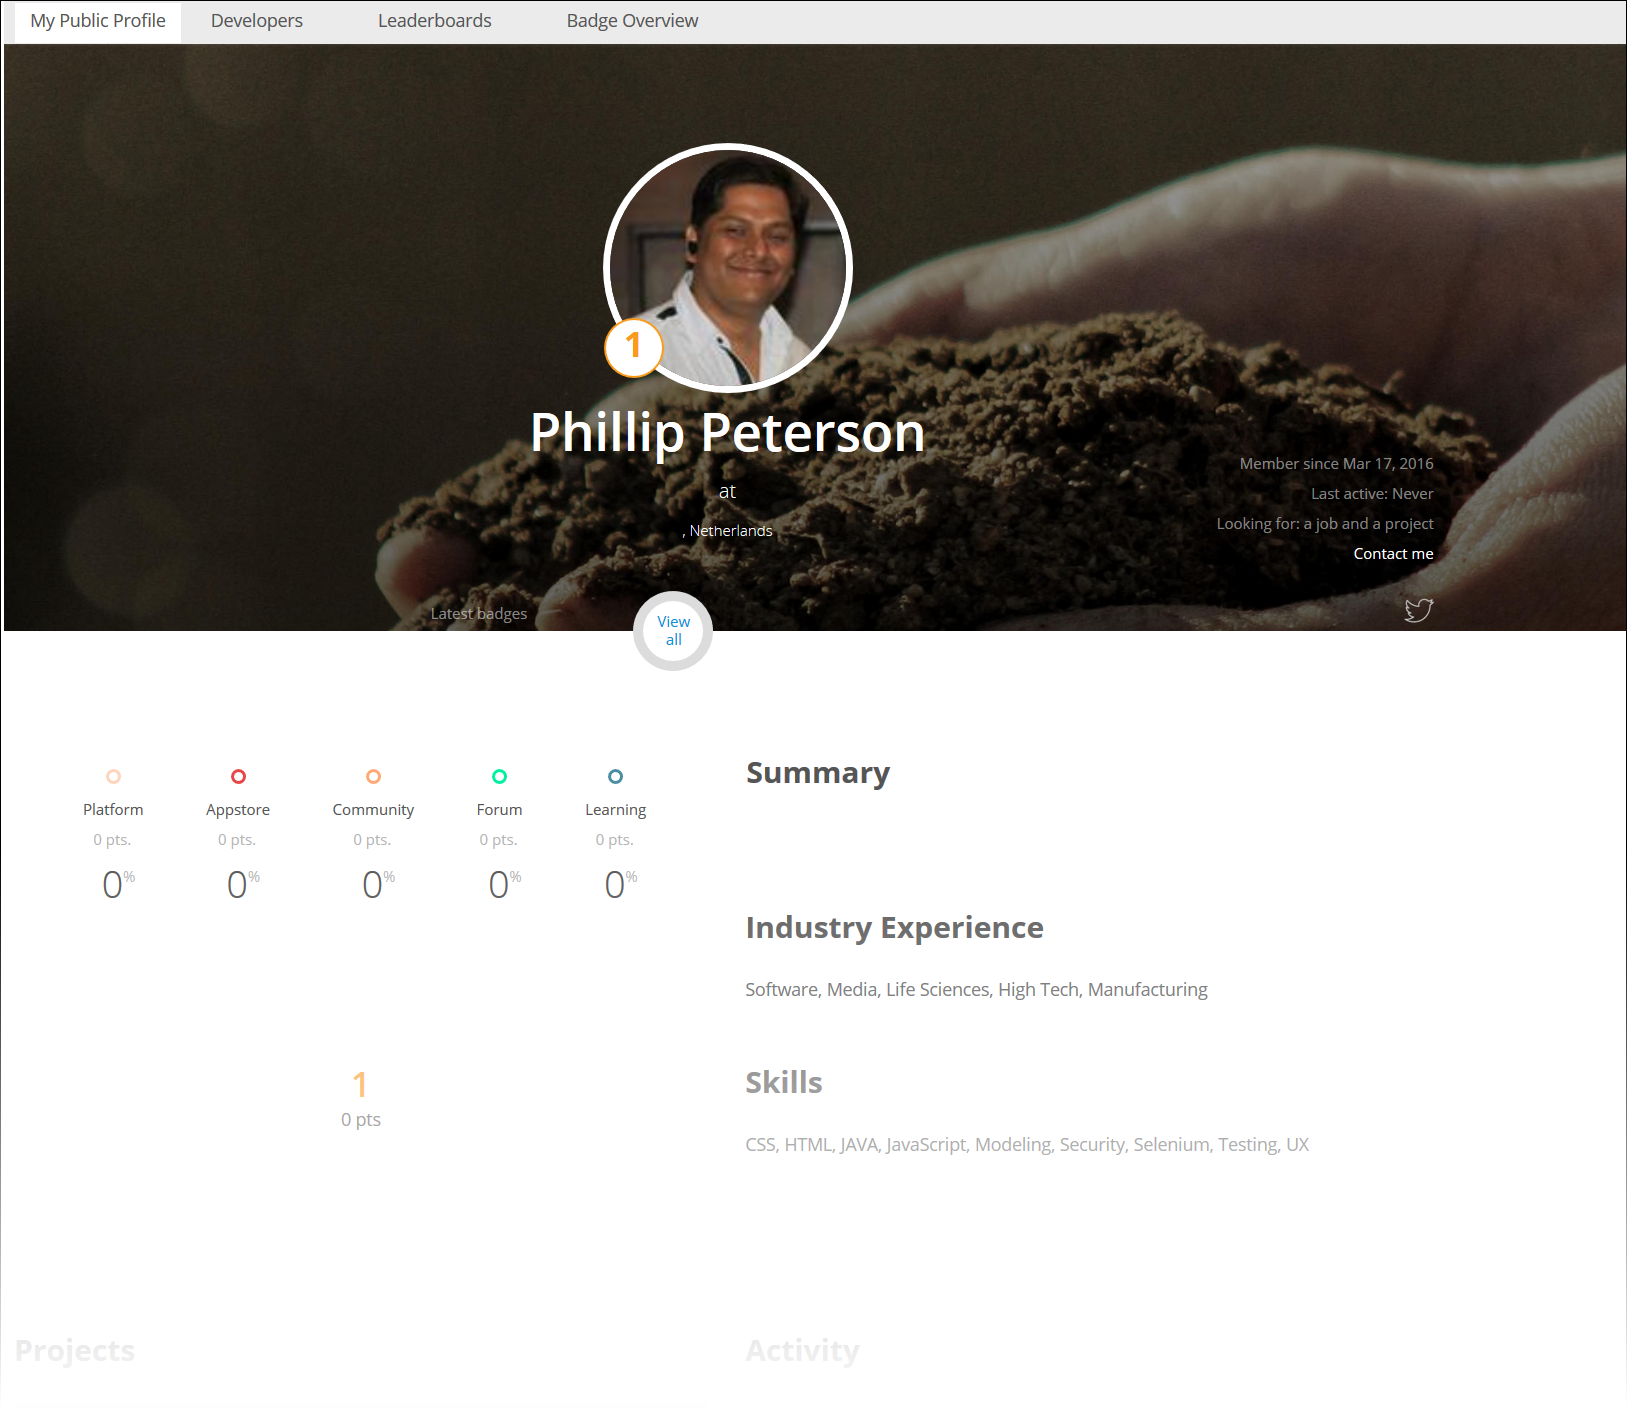 My Public Profile Developers Leaderboards Badge Overview
1
Phillip Peterson
at
, Netherlands
Member since Mar 17, 2016
Last active: Never
Looking for: a job and a project
Contact me
Latest badges
View
all
Platform Appstore Community Forum Learning
0 pts. 0 pts. 0 pts. 0 pts. 0 pts.
0% 0% 0% 0% 0%
1
0 pts
Summary
Industry Experience
Software, Media, Life Sciences, High Tech, Manufacturing
Skills
CSS, HTML, JAVA, JavaScript, Modeling, Security, Selenium, Testing, UX
Projects
Activity